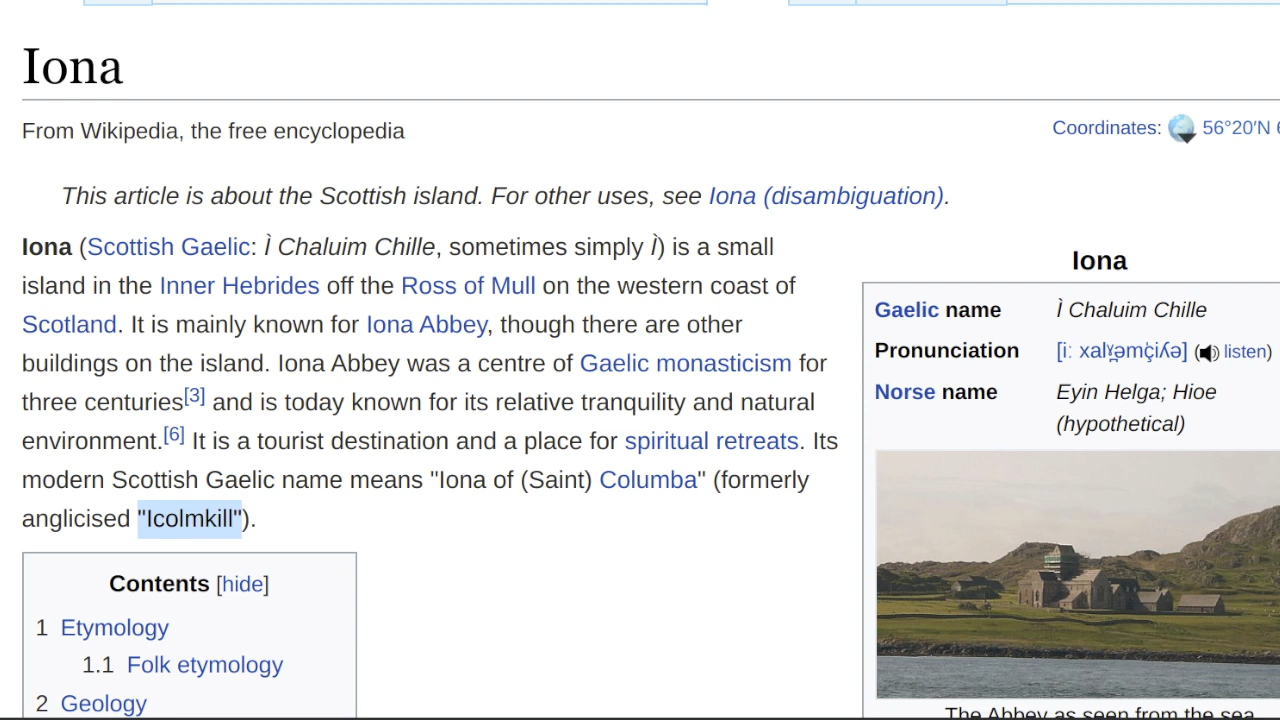 Iona
From Wikipedia, the free encyclopedia
Coordinates: 56°20′N
This article is about the Scottish island. For other uses, see Iona (disambiguation).
Iona (Scottish Gaelic: Ì Chaluim Chille, sometimes simply Ì) is a small
island in the Inner Hebrides off the Ross of Mull on the western coast of
Scotland. It is mainly known for Iona Abbey, though there are other
buildings on the island. Iona Abbey was a centre of Gaelic monasticism for
three centuries[3] and is today known for its relative tranquility and natural
environment.[6] It is a tourist destination and a place for spiritual retreats. Its
modern Scottish Gaelic name means "Iona of (Saint) Columba" (formerly
anglicised "Icolmkill").
Contents [hide]
1 Etymology
1.1 Folk etymology
2 Geology
Iona
Gaelic name Ì Chaluim Chille
Pronunciation (listen)
Norse name Eyin Helga; Hioe
(hypothetical)
The Abbey as seen from the sea